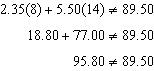 2.35(8) + 5.50(14) ≠ 89.50
18.80 + 77.00 ≠ 89.50
95.80 ≠ 89.50